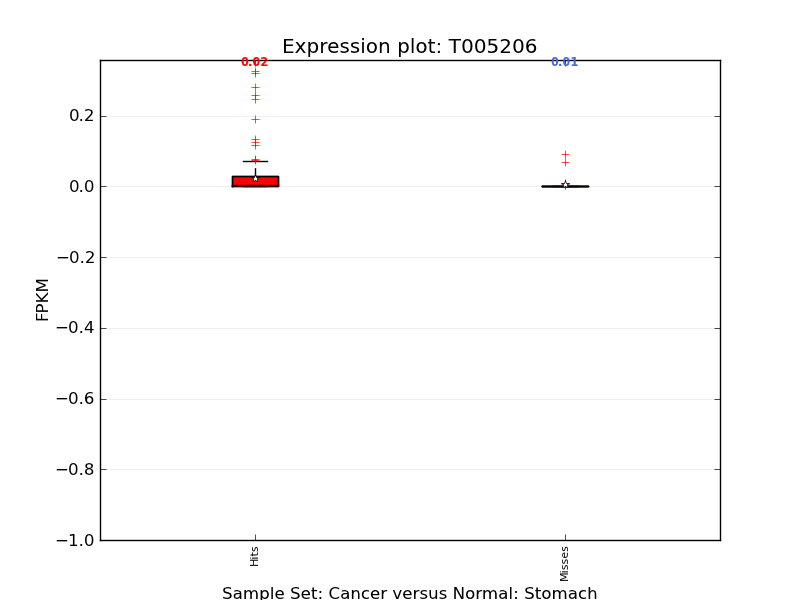 Expression plot: T005206
0.02
0.01
0.2
0.0
−0.2
−0.4
−0.6
−0.8
−1.0
FPKM
Hits
Misses
Sample Set: Cancer versus Normal: Stomach